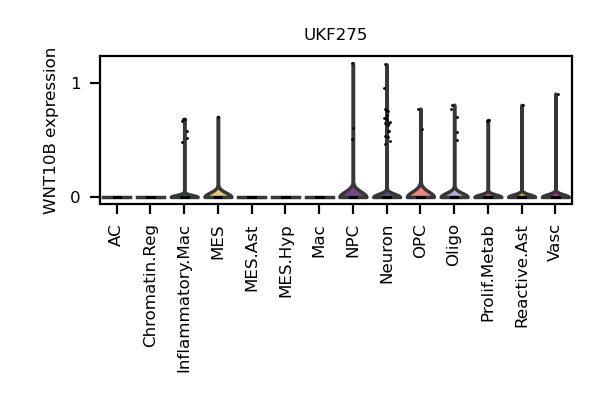 UKF275
WNT10B expression
1
0
AC
Chromatin.Reg
Inflammatory.Mac
MES
MES.Ast
MES.Hyp
Mac
NPC
Neuron
OPC
Oligo
Prolif.Metab
Reactive.Ast
Vasc